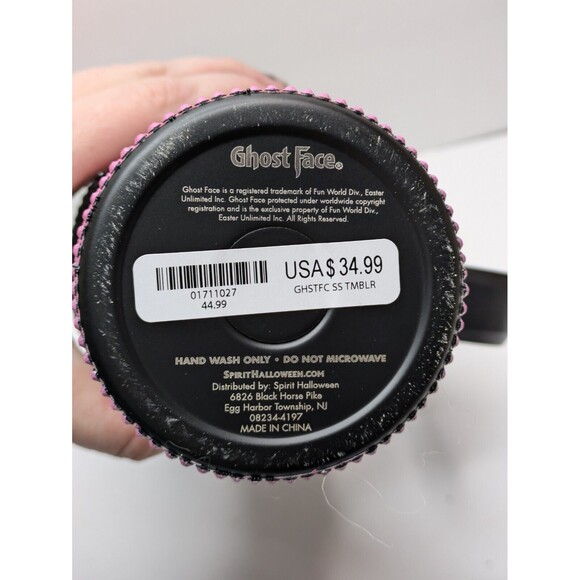 Ghost Face®
Ghost Face is a registered trademark of Fun World Div., Easter
Unlimited Inc. Ghost Face protected under worldwide copyright
registration and is the exclusive property of Fun World Div.,
Easter Unlimited Inc. All Rights Reserved.
01711027
44.99
USA$ 34.99
GHSTFC SS TMBLR
HAND WASH ONLY • DO NOT MICROWAVE
SPIRITHALLOWEEN.COM
Distributed by: Spirit Halloween
6826 Black Horse Pike
Egg Harbor Township, NJ
08234-4197
MADE IN CHINA